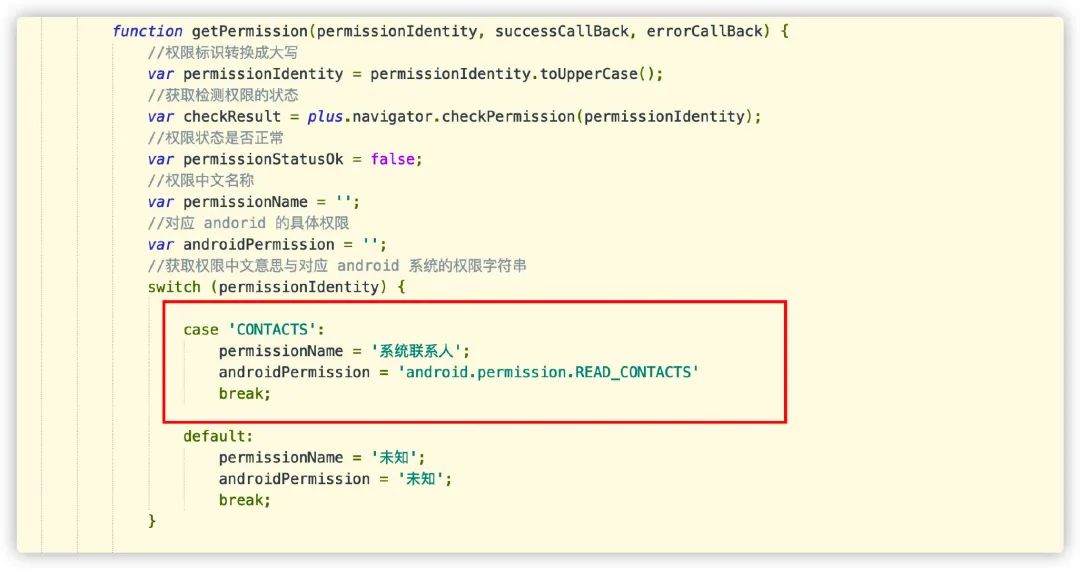 function getPermission(permissionIdentity, successCallBack, errorCallBack) {
//权限标识转换成大写
var permissionIdentity = permissionIdentity.toUpperCase();
//获取检测权限的状态
var checkResult = plus.navigator.checkPermission(permissionIdentity);
//权限状态是否正常
var permissionStatusOk = false;
//权限中文名称
var permissionName = '';
//对应 andorid 的具体权限
var androidPermission = '';
//获取权限中文意思与对应 android 系统的权限字符串
switch (permissionIdentity) {
case 'CONTACTS':
permissionName = '系统联系人';
androidPermission = 'android.permission.READ_CONTACTS'
break;
default:
permissionName = '未知';
androidPermission = '未知';
break;
}